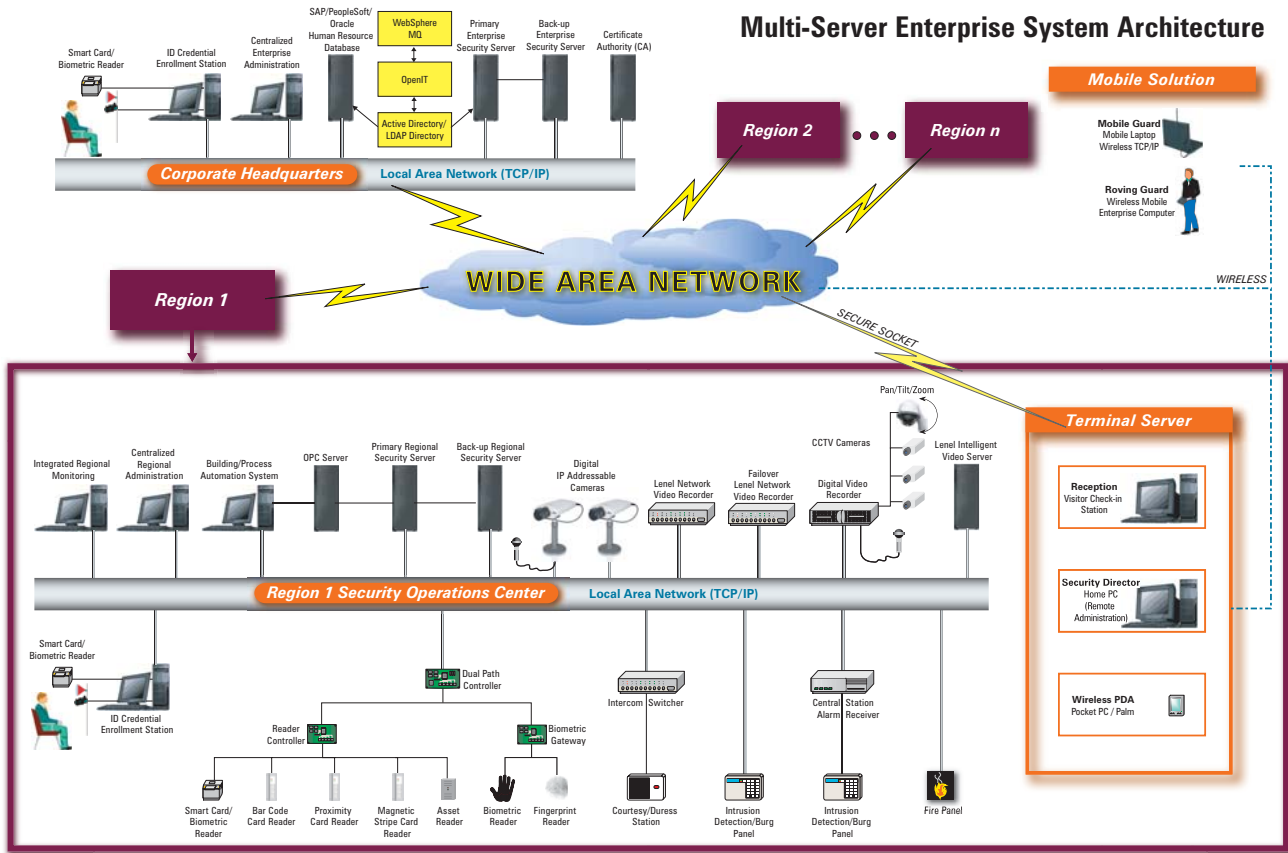 Multi-Server Enterprise System Architecture
SAP/PeopleSoft/
Oracle
Human Resource
Database
WebSphere
MQ
Primary
Enterprise
Security Server
Back-up
Enterprise
Security Server
Certificate
Authority (CA)
Smart Card/
Biometric Reader
ID Credential
Enrollment Station
Centralized
Enterprise
Administration
OpenIT
Active Directory/
LDAP Directory
Corporate Headquarters
Local Area Network (TCP/IP)
Region 2
Region n
Mobile Solution
Mobile Guard
Mobile Laptop
Wireless TCP/IP
Roving Guard
Wireless Mobile
Enterprise Computer
WIDE AREA NETWORK
Region 1
WIRELESS
SECURE SOCKET
Integrated Regional
Monitoring
Centralized
Regional
Administration
Building/Process
Automation System
OPC Server
Primary Regional
Security Server
Back-up Regional
Security Server
Digital
IP Addressable
Cameras
Lenel Network
Video Recorder
Failover
Lenel Network
Video Recorder
Digital Video
Recorder
CCTV Cameras
Pan/Tilt/Zoom
Lenel Intelligent
Video Server
Terminal Server
Reception
Visitor Check-in
Station
Security Director
Home PC
(Remote
Administration)
Wireless PDA
Pocket PC / Palm
Region 1 Security Operations Center
Local Area Network (TCP/IP)
Smart Card/
Biometric Reader
ID Credential
Enrollment Station
Dual Path
Controller
Reader
Controller
Biometric
Gateway
Intercom Switcher
Central Station
Alarm Receiver
Smart Card/
Biometric
Reader
Bar Code
Card Reader
Proximity
Card Reader
Magnetic
Stripe Card
Reader
Asset
Reader
Biometric
Reader
Fingerprint
Reader
Courtesy/Duress
Station
Intrusion
Detection/Burg
Panel
Intrusion
Detection/Burg
Panel
Fire Panel